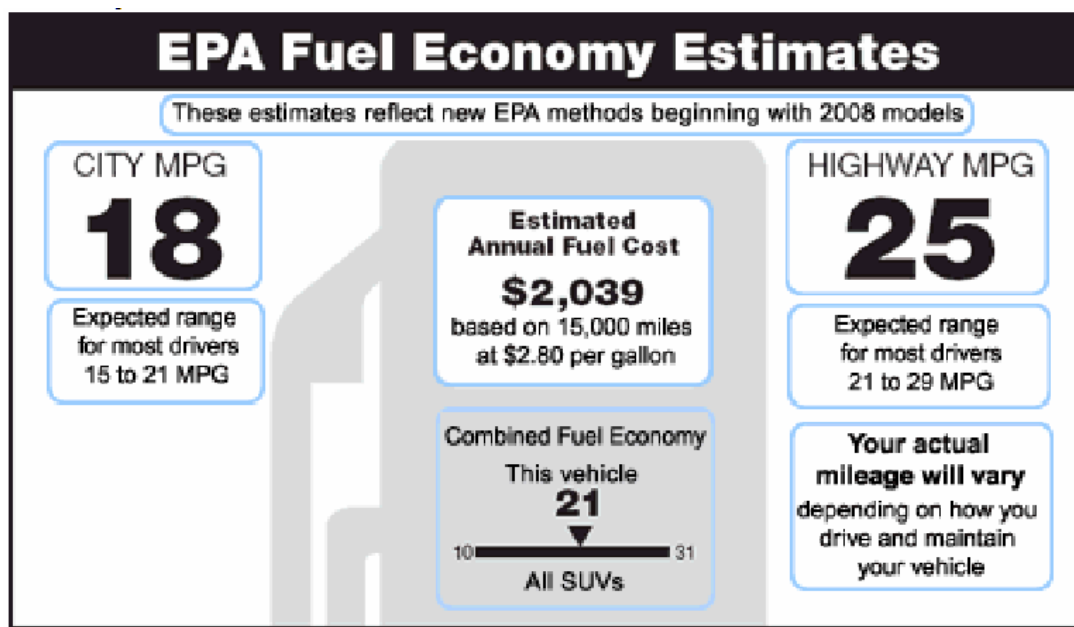 EPA Fuel Economy Estimates
These estimates reflect new EPA methods beginning with 2008 models
CITY MPG
18
Expected range
for most drivers
15 to 21 MPG
Estimated
Annual Fuel Cost
$2,039
based on 15,000 miles
at $2.80 per gallon
Combined Fuel Economy
This vehicle
21
10 31
All SUVs
HIGHWAY MPG
25
Expected range
for most drivers
21 to 29 MPG
Your actual
mileage will vary
depending on how you
drive and maintain
your vehicle